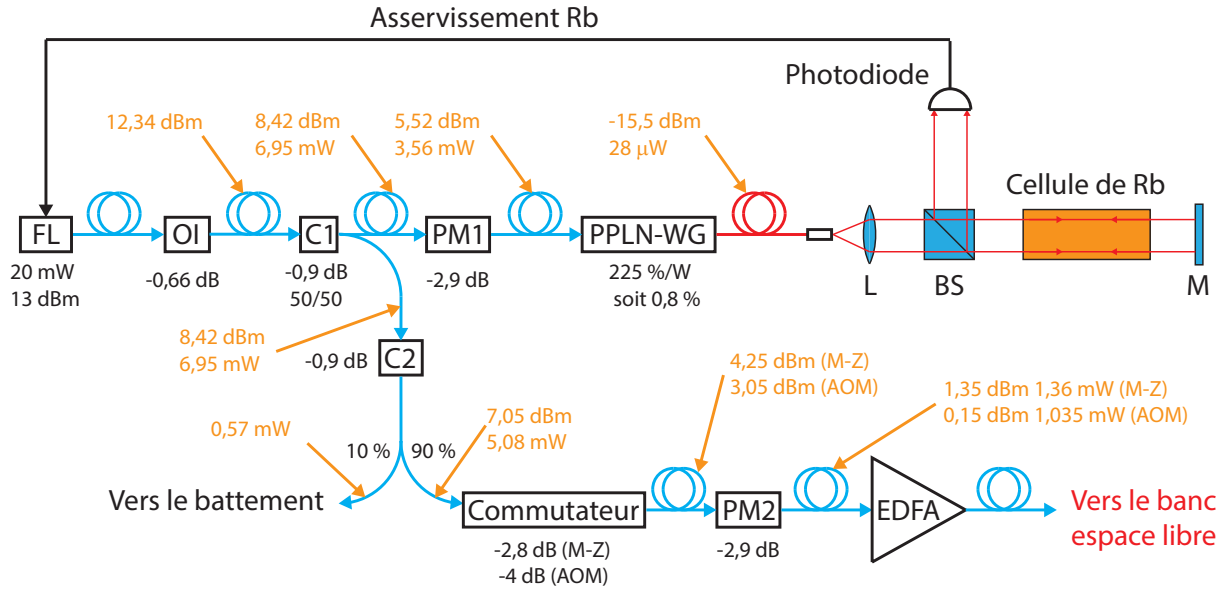 Asservissement Rb
Photodiode
12,34 dBm
8,42 dBm
6,95 mW
5,52 dBm
3,56 mW
-15,5 dBm
28 µW
Cellule de Rb
FL
OI
C1
PM1
PPLN-WG
20 mW
13 dBm
-0,66 dB
-0,9 dB
50/50
-2,9 dB
225 %/W
soit 0,8 %
L
BS
M
8,42 dBm
6,95 mW
-0,9 dB
C2
4,25 dBm (M-Z)
3,05 dBm (AOM)
1,35 dBm 1,36 mW (M-Z)
0,15 dBm 1,035 mW (AOM)
0,57 mW
10 %
90 %
7,05 dBm
5,08 mW
Vers le battement
Commutateur
PM2
EDFA
Vers le banc
espace libre
-2,8 dB (M-Z)
-4 dB (AOM)
-2,9 dB